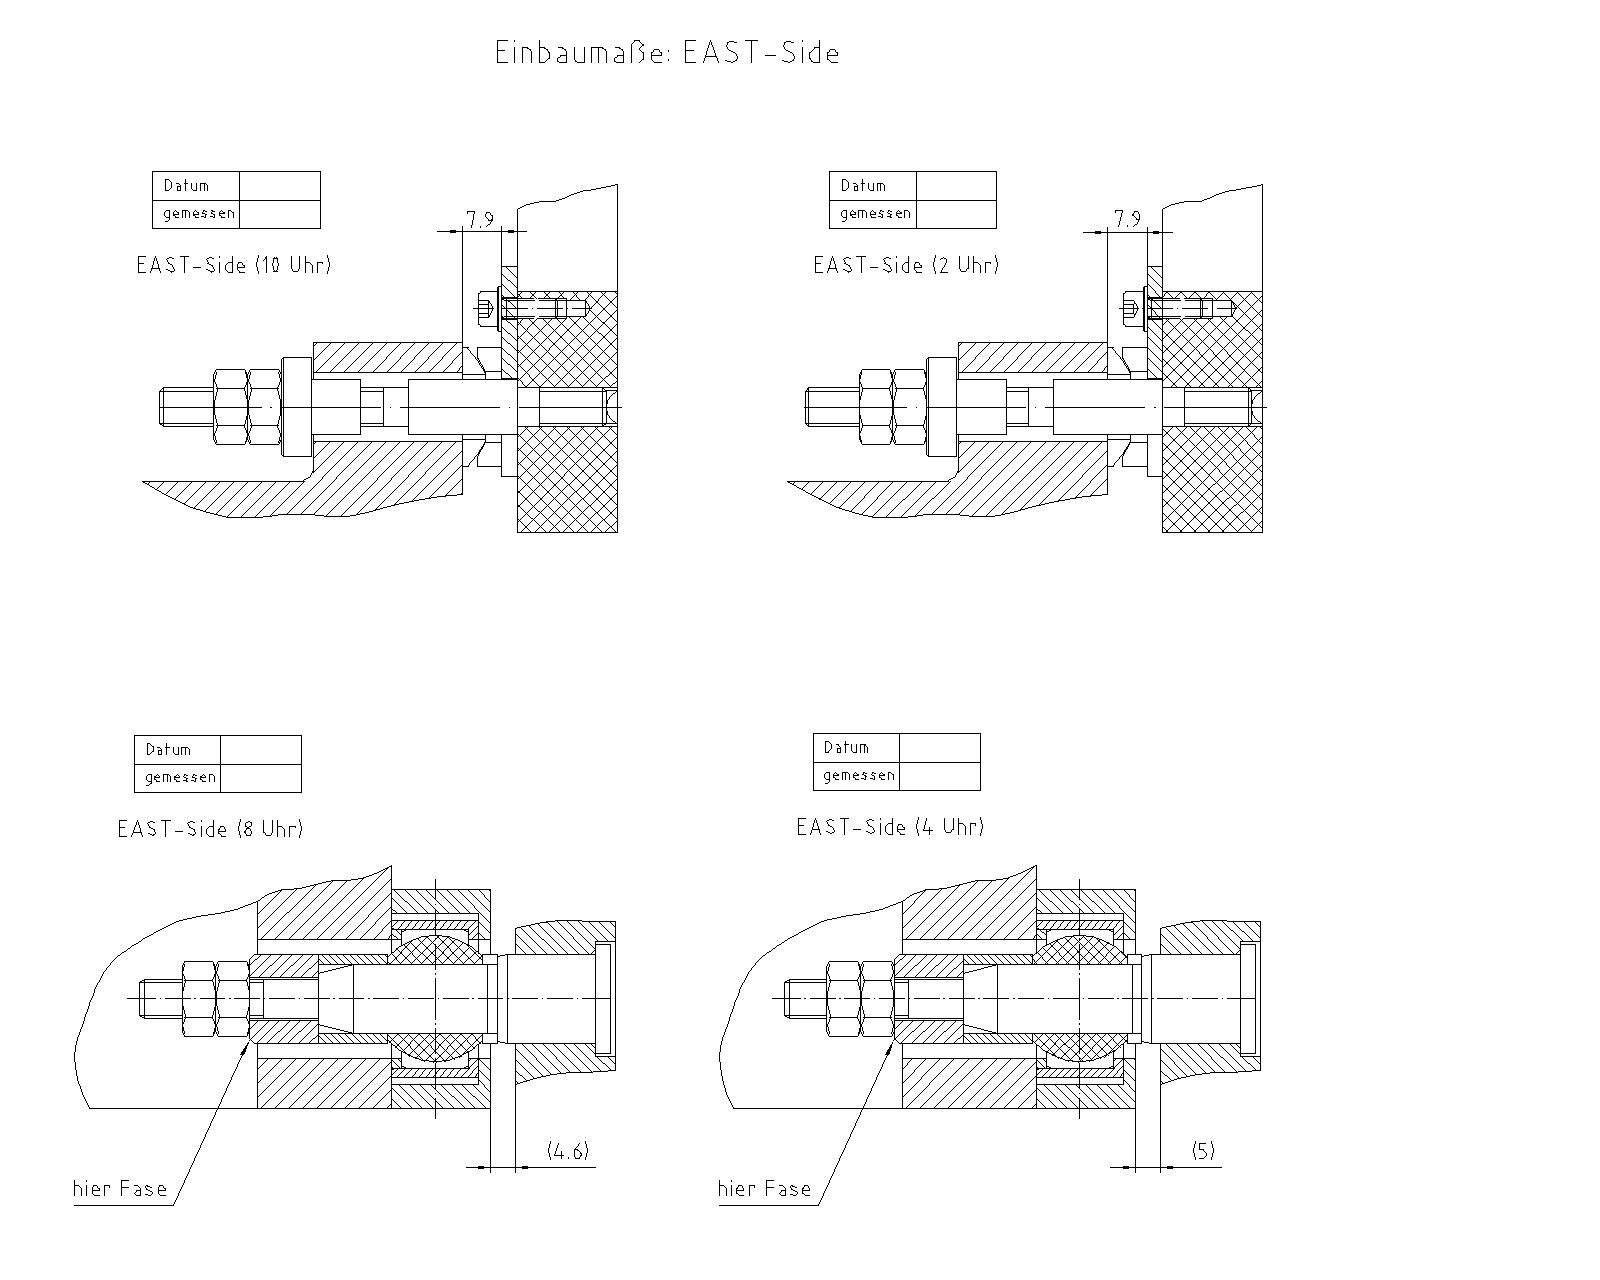 Einbaumaße: EAST-Side
Datum
gemessen
7.9
EAST-Side (10 Uhr)
Datum
gemessen
7.9
EAST-Side (2 Uhr)
Datum
gemessen
EAST-Side (8 Uhr)
Datum
gemessen
EAST-Side (4 Uhr)
(4.6)
hier Fase
(5)
hier Fase